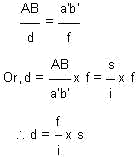 AB/d = a'b'/f
Or, d = AB/a'b' x f = s/i x f
∴ d = f/i x s